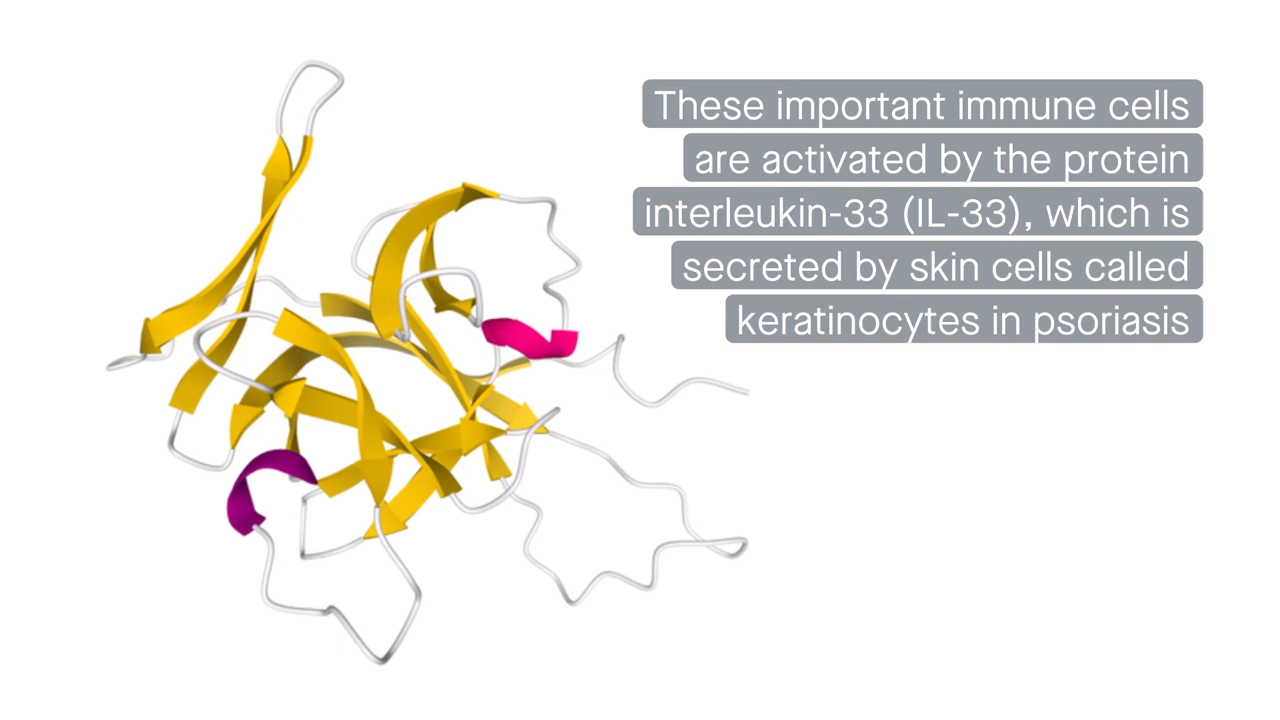 These important immune cells
are activated by the protein
interleukin-33 (IL-33), which is
secreted by skin cells called
keratinocytes in psoriasis